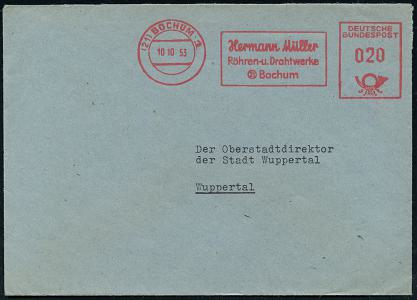 (21) BOCHUM
10 10 53
Hermann Müller
Röhren-u. Drahtwerke
Bochum
DEUTSCHE
BUNDESPOST
020
Der Oberstadtdirektor
der Stadt Wuppertal
Wuppertal